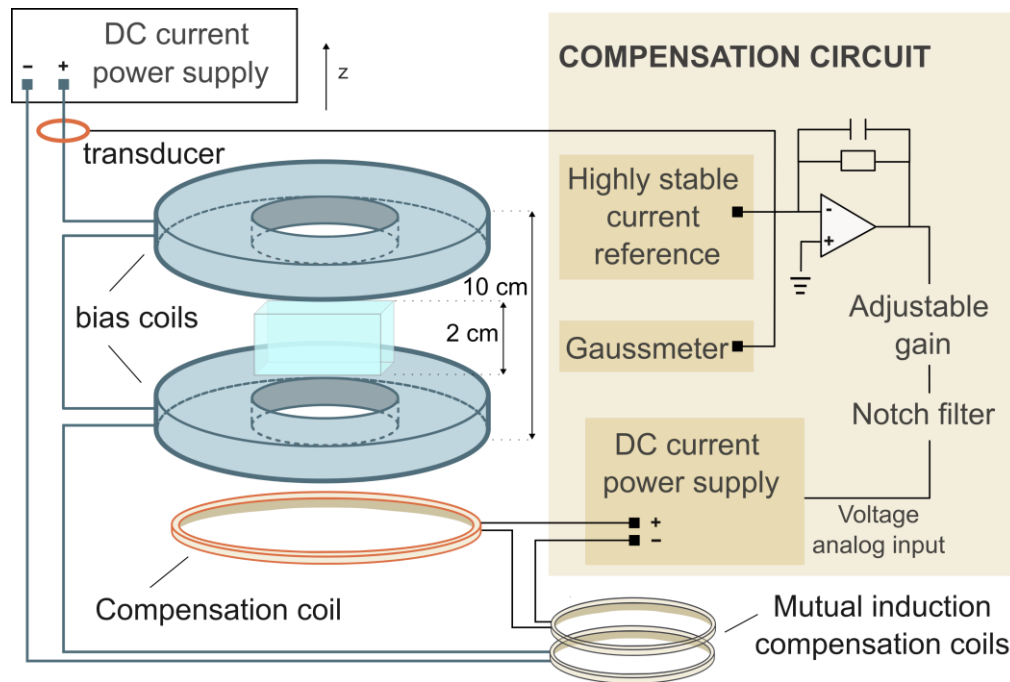 DC current
power supply
− +
z
transducer
bias coils
10 cm
2 cm
Compensation coil
COMPENSATION CIRCUIT
Highly stable
current
reference
-
+
Gaussmeter
Adjustable
gain
Notch filter
DC current
power supply
+
−
Voltage
analog input
Mutual induction
compensation coils